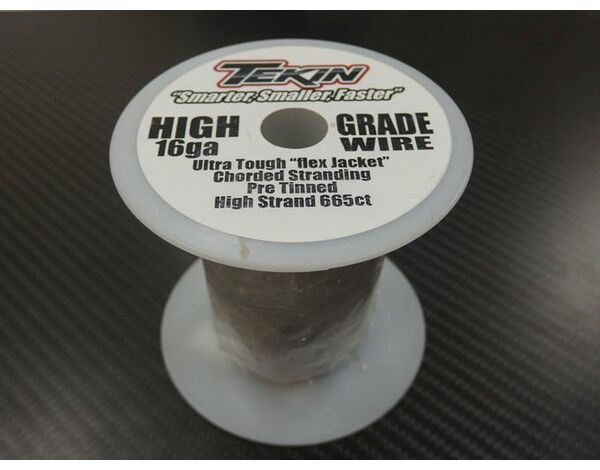 TEKIN
"Smarter, Smaller, Faster"
HIGH GRADE
16ga WIRE
Ultra Tough "flex Jacket"
Chorded Stranding
Pre Tinned
High Strand 665ct